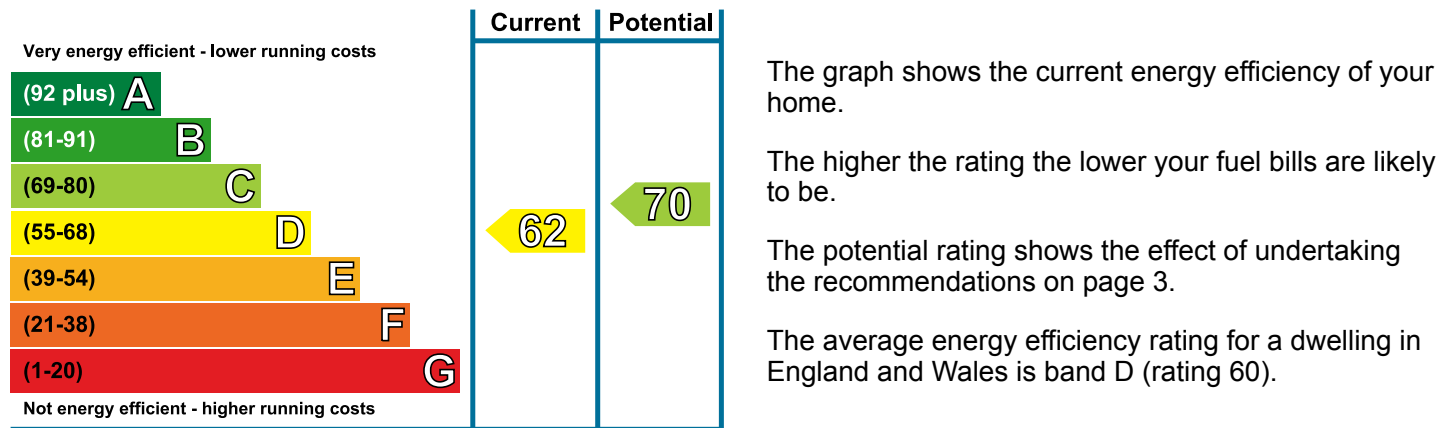 Current Potential
Very energy efficient - lower running costs
(92 plus) A
(81-91) B
(69-80) C
(55-68) D
(39-54) E
(21-38) F
(1-20) G
Not energy efficient - higher running costs
62
70
The graph shows the current energy efficiency of your
home.
The higher the rating the lower your fuel bills are likely
to be.
The potential rating shows the effect of undertaking
the recommendations on page 3.
The average energy efficiency rating for a dwelling in
England and Wales is band D (rating 60).